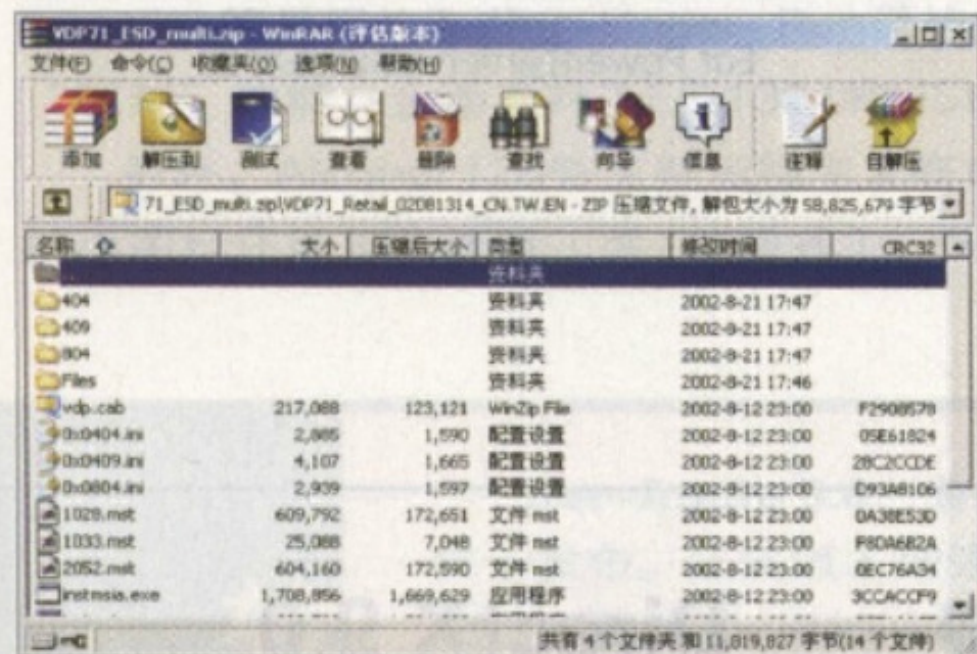 VDP71_ESD_multi.zip - WinRAR (评估版本)
文件(F) 命令(C) 收藏夹(O) 选项(N) 帮助(H)
添加 解压到 测试 查看 删除 查找 向导 信息 注释 自解压
71_ESD_multi.zip\VDP71_Retail_02081314_CN.TW.EN - ZIP 压缩文件, 解包大小为 58,825,679 字节
名称 大小 压缩后大小 类型 修改时间 CRC32
.. 资料夹
404 资料夹 2002-8-21 17:47
409 资料夹 2002-8-21 17:47
804 资料夹 2002-8-21 17:47
Files 资料夹 2002-8-21 17:46
vdp.cab 217,088 123,121 WinZip File 2002-8-12 23:00 F2908578
0x0404.ini 2,885 1,590 配置设置 2002-8-12 23:00 05E61824
0x0409.ini 4,107 1,665 配置设置 2002-8-12 23:00 28C2CCDE
0x0804.ini 2,939 1,597 配置设置 2002-8-12 23:00 D93A8106
1028.mst 609,792 172,651 文件 mst 2002-8-12 23:00 0A38E53D
1033.mst 25,088 7,048 文件 mst 2002-8-12 23:00 F8DA6B2A
2052.mst 604,160 172,590 文件 mst 2002-8-12 23:00 0EC76A34
instmsia.exe 1,708,856 1,669,629 应用程序 2002-8-12 23:00 3CCACCF9
共有 4 个文件夹 和 11,819,827 字节(14 个文件)